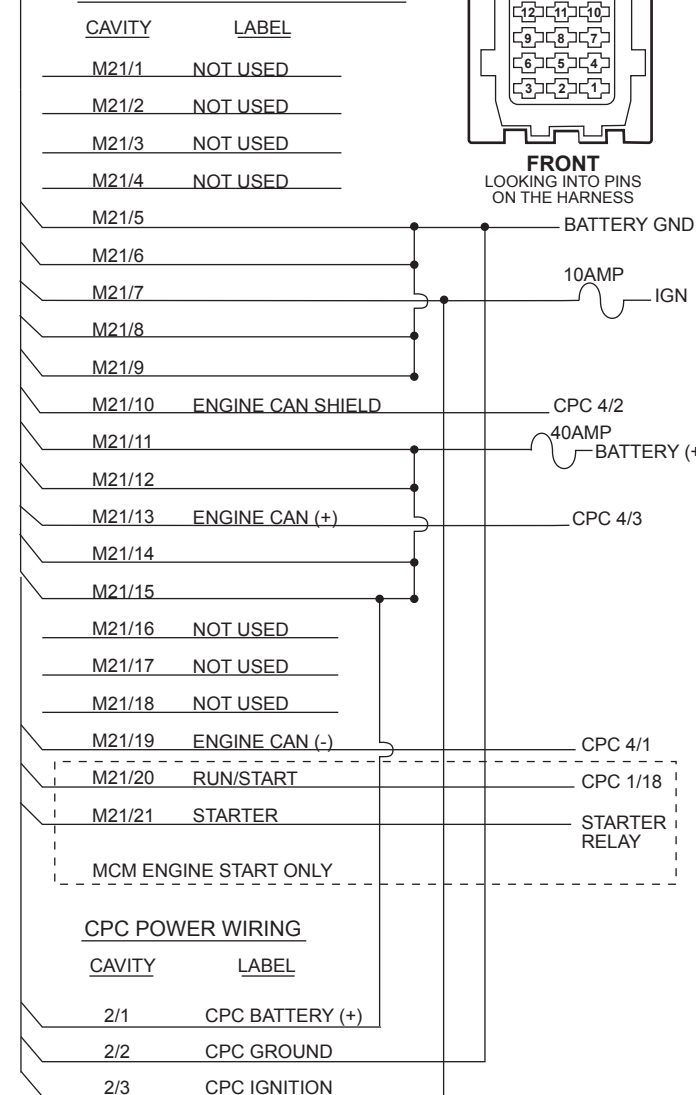 12 11 10
9 8 7
6 5 4
3 2 1
FRONT
LOOKING INTO PINS
ON THE HARNESS
CAVITY LABEL
M21/1 NOT USED
M21/2 NOT USED
M21/3 NOT USED
M21/4 NOT USED
M21/5 BATTERY GND
M21/6
M21/7 10AMP IGN
M21/8
M21/9
M21/10 ENGINE CAN SHIELD CPC 4/2
M21/11 40AMP BATTERY (+
M21/12
M21/13 ENGINE CAN (+) CPC 4/3
M21/14
M21/15
M21/16 NOT USED
M21/17 NOT USED
M21/18 NOT USED
M21/19 ENGINE CAN (-) CPC 4/1
M21/20 RUN/START CPC 1/18
M21/21 STARTER STARTER
RELAY
MCM ENGINE START ONLY
CPC POWER WIRING
CAVITY LABEL
2/1 CPC BATTERY (+)
2/2 CPC GROUND
2/3 CPC IGNITION